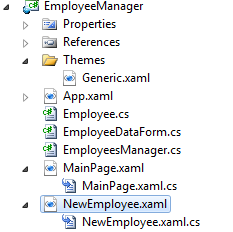 EmployeeManager
Properties
References
Themes
Generic.xaml
App.xaml
Employee.cs
EmployeeDataForm.cs
EmployeesManager.cs
MainPage.xaml
MainPage.xaml.cs
NewEmployee.xaml
NewEmployee.xaml.cs